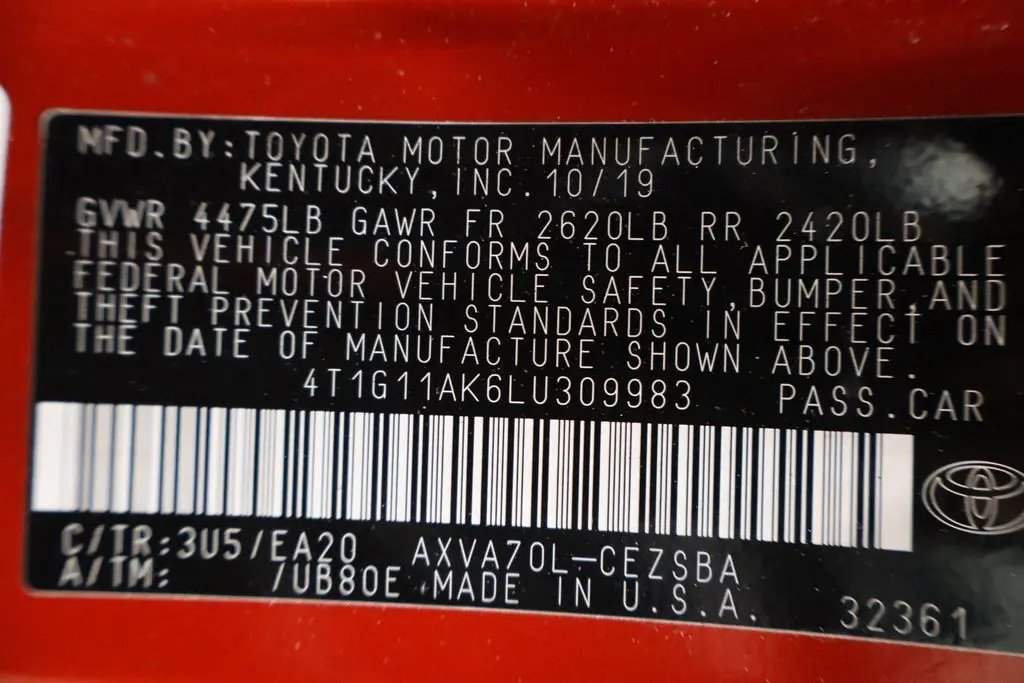 MFD.BY:TOYOTA MOTOR MANUFACTURING,
KENTUCKY,INC.10/19
GVWR 4475LB GAWR FR 2620LB RR 2420LB
THIS VEHICLE CONFORMS TO ALL APPLICABLE
FEDERAL MOTOR VEHICLE SAFETY,BUMPER,AND
THEFT PREVENTION STANDARDS IN EFFECT ON
THE DATE OF MANUFACTURE SHOWN ABOVE.
4T1G11AK6LU309983 PASS.CAR
C/TR:3U5/EA20 AXVA70L-CEZSBA
A/TM: /UB80E MADE IN U.S.A.
32361